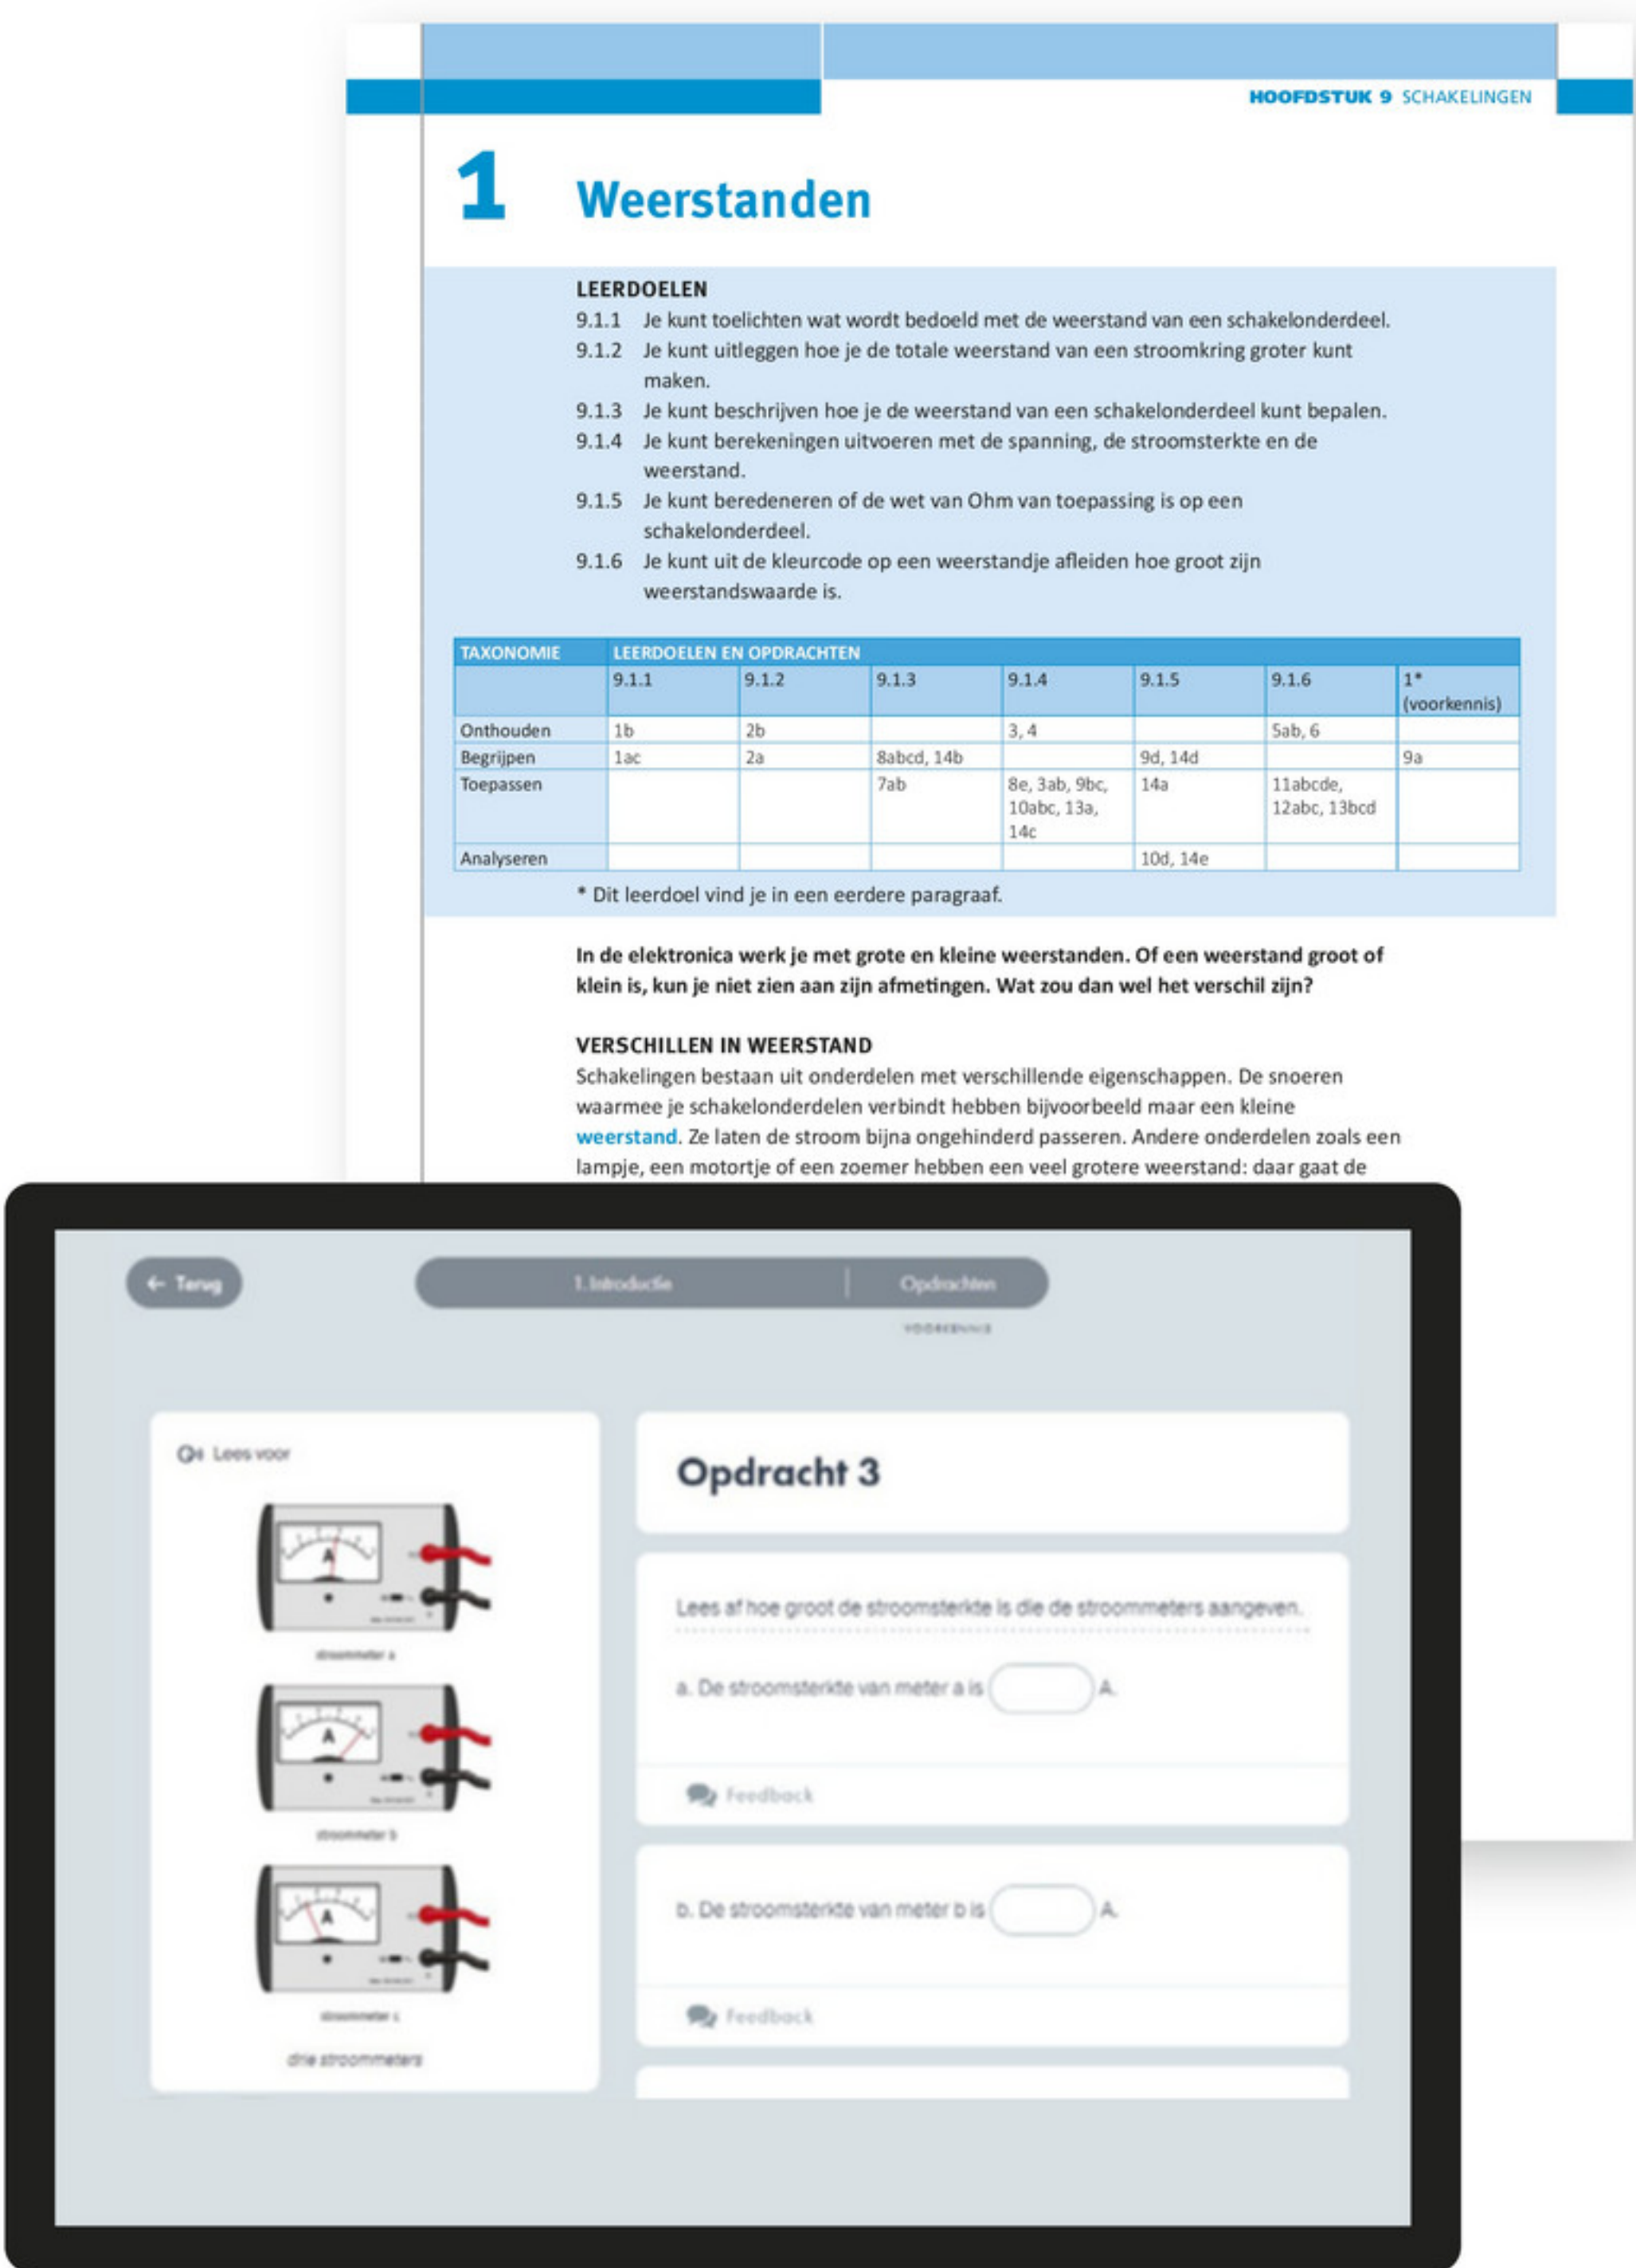 HOOFDSTUK 9 SCHAKELINGEN
1 Weerstanden
LEERDOELEN
9.1.1 Je kunt toelichten wat wordt bedoeld met de weerstand van een schakelonderdeel.
9.1.2 Je kunt uitleggen hoe je de totale weerstand van een stroomkring groter kunt
maken.
9.1.3 Je kunt beschrijven hoe je de weerstand van een schakelonderdeel kunt bepalen.
9.1.4 Je kunt berekeningen uitvoeren met de spanning, de stroomsterkte en de
weerstand.
9.1.5 Je kunt beredeneren of de wet van Ohm van toepassing is op een
schakelonderdeel.
9.1.6 Je kunt uit de kleurcode op een weerstandje afleiden hoe groot zijn
weerstandswaarde is.
TAXONOMIE LEERDOELEN EN OPDRACHTEN
9.1.1 9.1.2 9.1.3 9.1.4 9.1.5 9.1.6 1*
(voorkennis)
Onthouden 1b 2b 3, 4 5ab, 6
Begrijpen 1ac 2a 8abcd, 14b 9d, 14d 9a
Toepassen 7ab 8e, 3ab, 9bc, 14a 11abcde,
10abc, 13a, 12abc, 13bcd
14c
Analyseren 10d, 14e
* Dit leerdoel vind je in een eerdere paragraaf.
In de elektronica werk je met grote en kleine weerstanden. Of een weerstand groot of
klein is, kun je niet zien aan zijn afmetingen. Wat zou dan wel het verschil zijn?
VERSCHILLEN IN WEERSTAND
Schakelingen bestaan uit onderdelen met verschillende eigenschappen. De snoeren
waarmee je schakelonderdelen verbindt hebben bijvoorbeeld maar een kleine
weerstand. Ze laten de stroom bijna ongehinderd passeren. Andere onderdelen zoals een
lampje, een motortje of een zoemer hebben een veel grotere weerstand: daar gaat de
← Terug
1. Introductie Opdrachten
VOORKENNIS
Lees voor
A
stroommeter a
A
stroommeter b
A
stroommeter c
drie stroommeters
Opdracht 3
Lees af hoe groot de stroomsterkte is die de stroommeters aangeven.
a. De stroomsterkte van meter a is A.
Feedback
b. De stroomsterkte van meter b is A.
Feedback